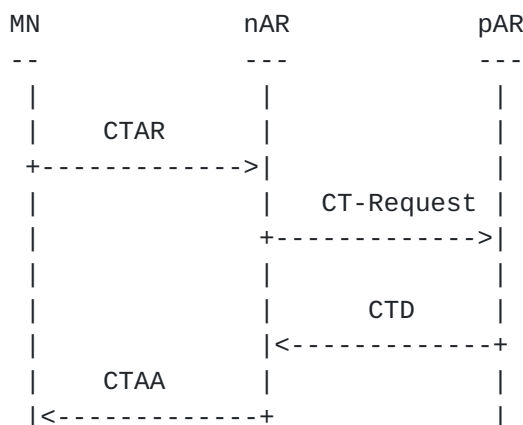 MN nAR pAR
-- --- ---
| | |
| CTAR | |
+------------->| |
| | CT-Request |
| +------------->|
| | |
| | CTD |
| |<-------------+
| CTAA | |
|<-------------+ |